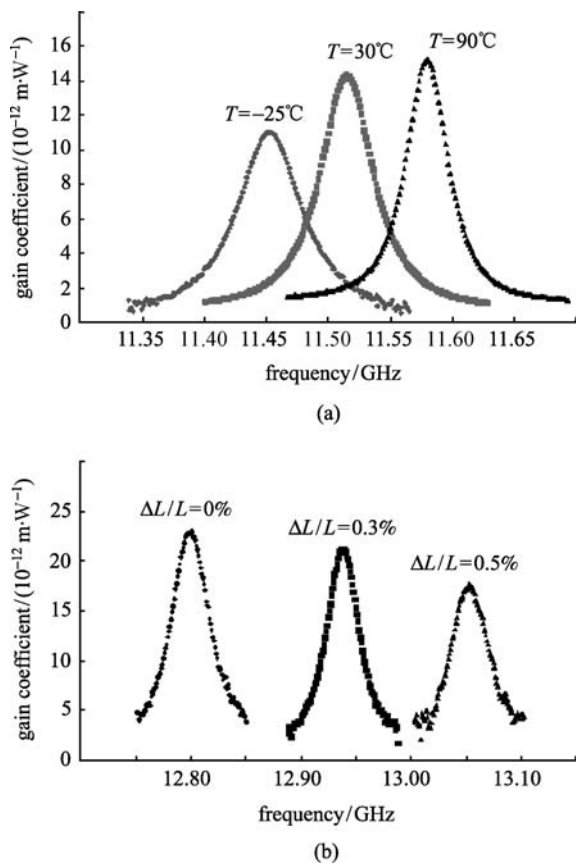 T=90℃
T=30℃
T=−25℃
16
14
12
10
8
6
4
2
0
gain coefficient/(10⁻¹² m·W⁻¹)
11.35 11.40 11.45 11.50 11.55 11.60 11.65
frequency/GHz
(a)
ΔL/L=0%
ΔL/L=0.3%
ΔL/L=0.5%
25
20
15
10
5
0
gain coefficient/(10⁻¹² m·W⁻¹)
12.80 12.90 13.00 13.10
frequency/GHz
(b)